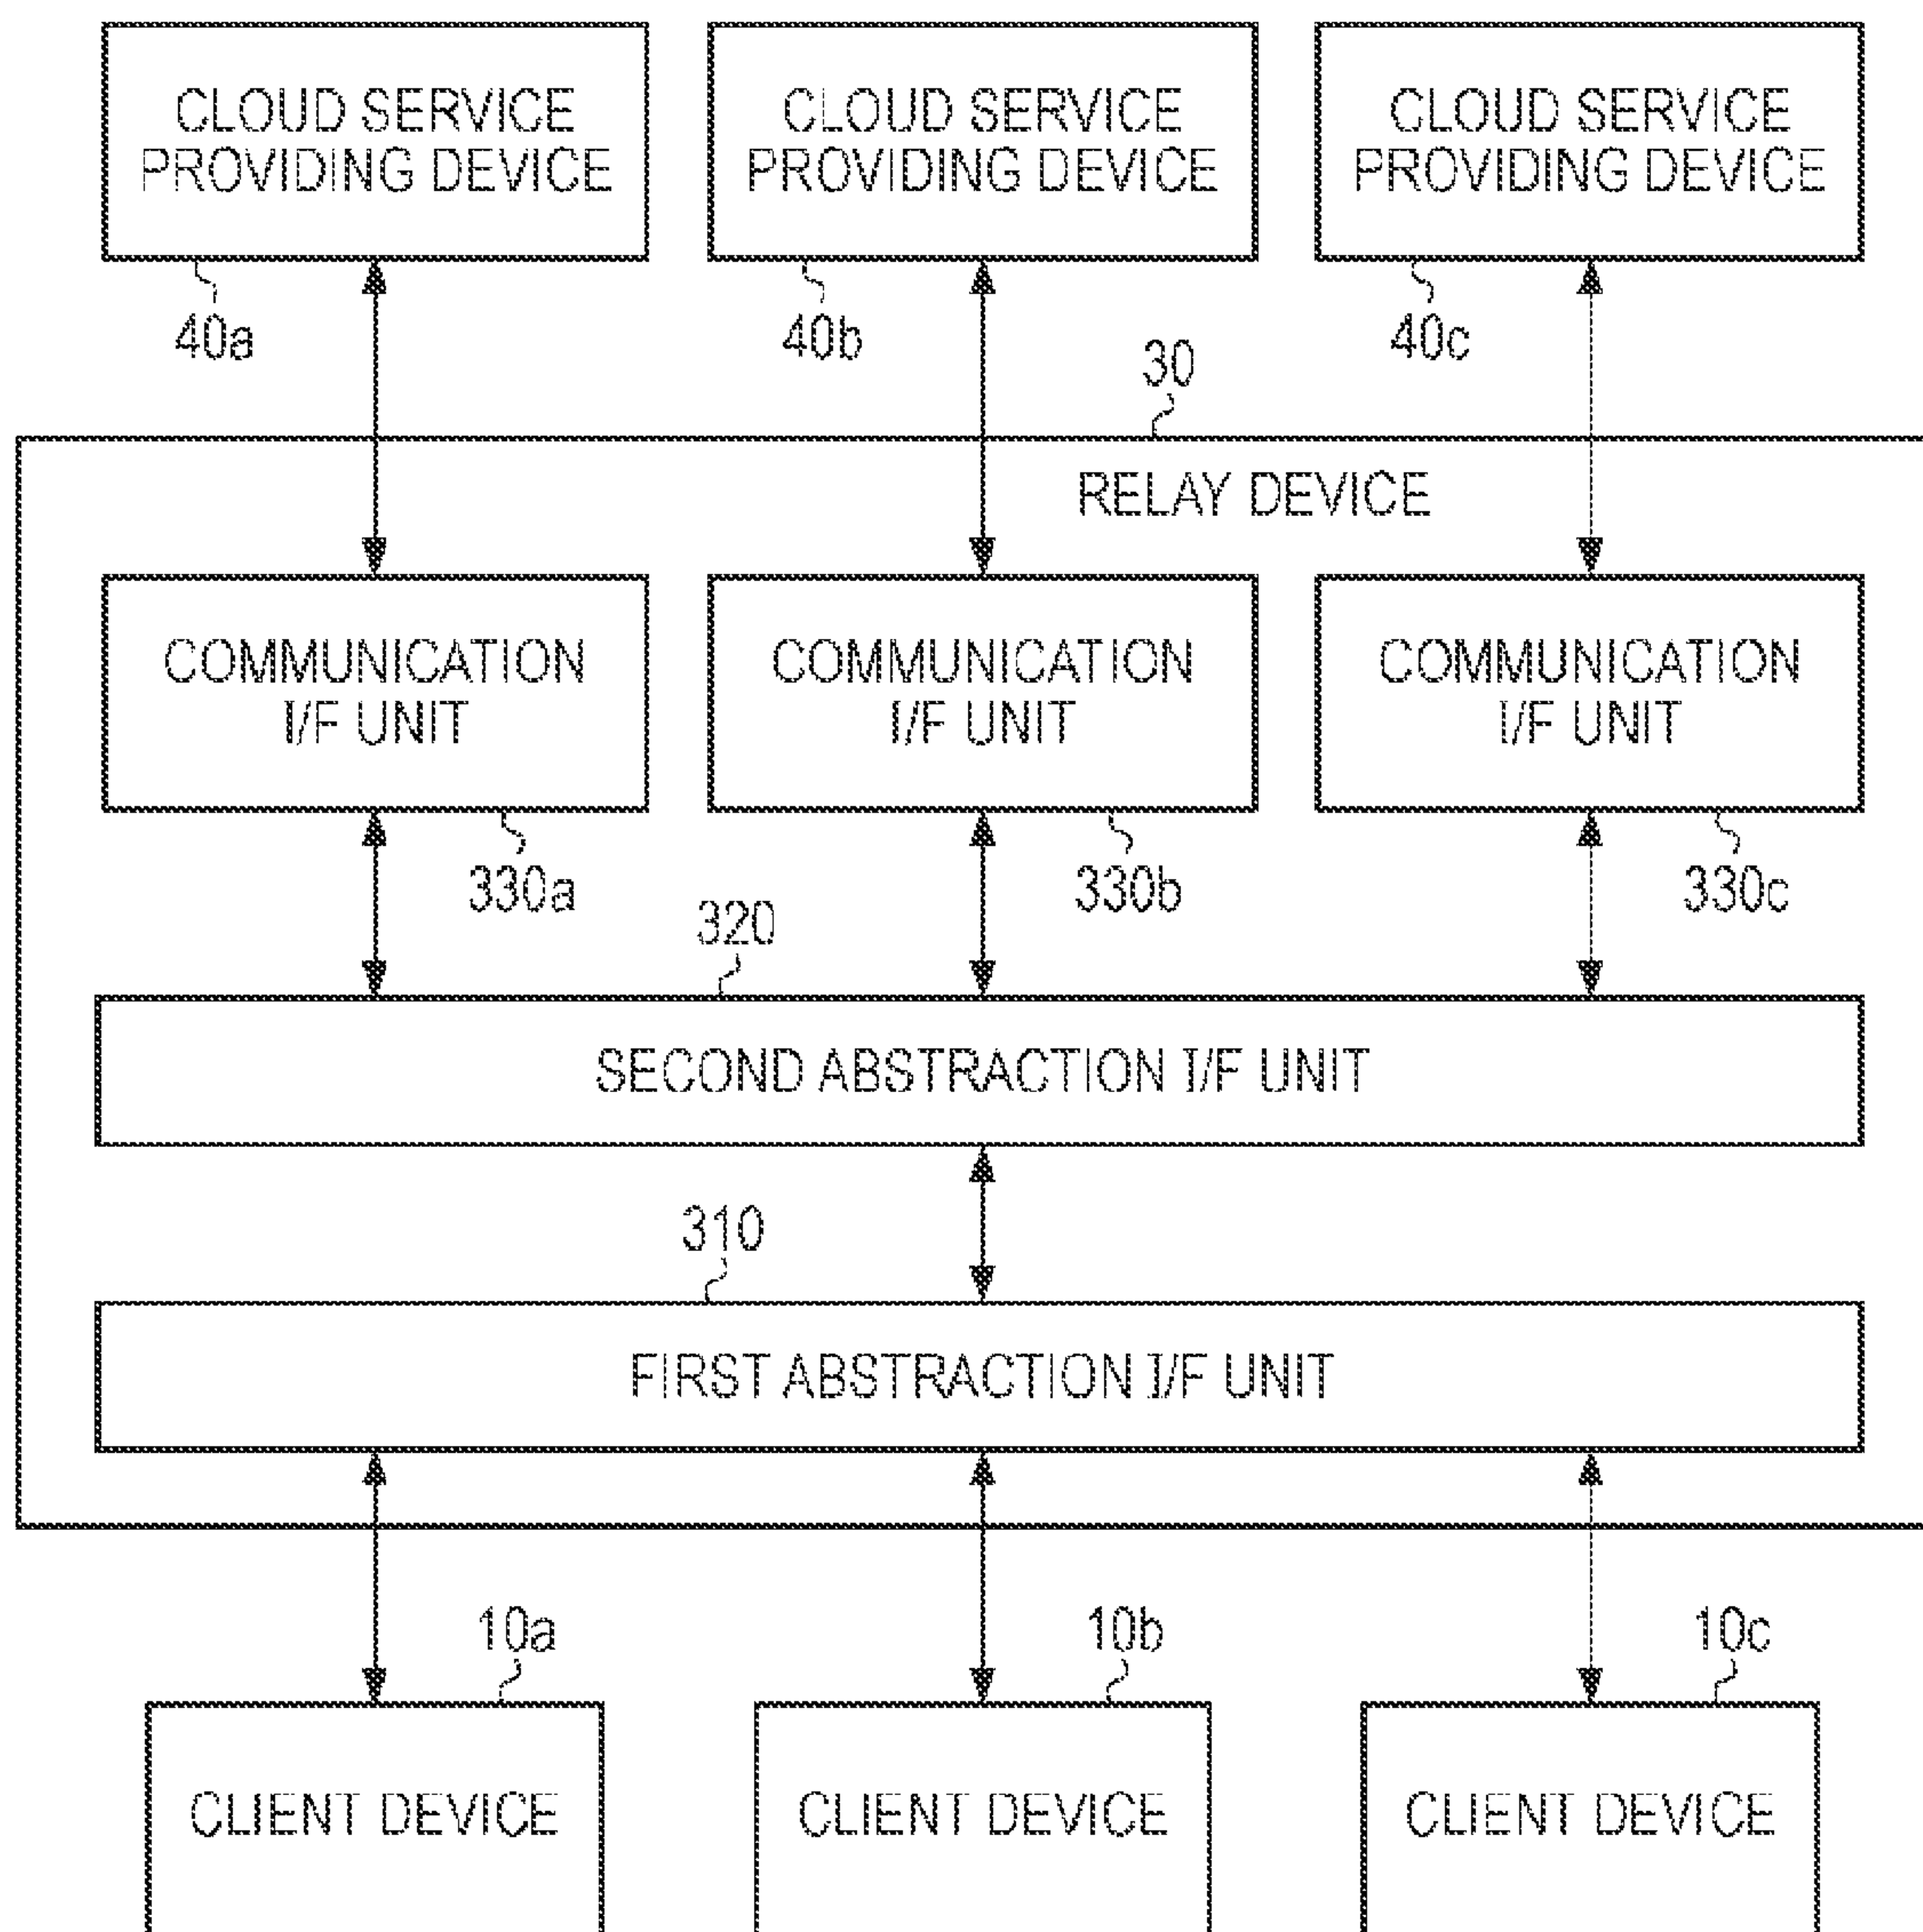 CLOUD SERVICE
PROVIDING DEVICE
CLOUD SERVICE
PROVIDING DEVICE
CLOUD SERVICE
PROVIDING DEVICE
40a
40b
30
40c
RELAY DEVICE
COMMUNICATION
I/F UNIT
COMMUNICATION
I/F UNIT
COMMUNICATION
I/F UNIT
330a
330b
330c
320
SECOND ABSTRACTION I/F UNIT
310
FIRST ABSTRACTION I/F UNIT
10a
10b
10c
CLIENT DEVICE
CLIENT DEVICE
CLIENT DEVICE